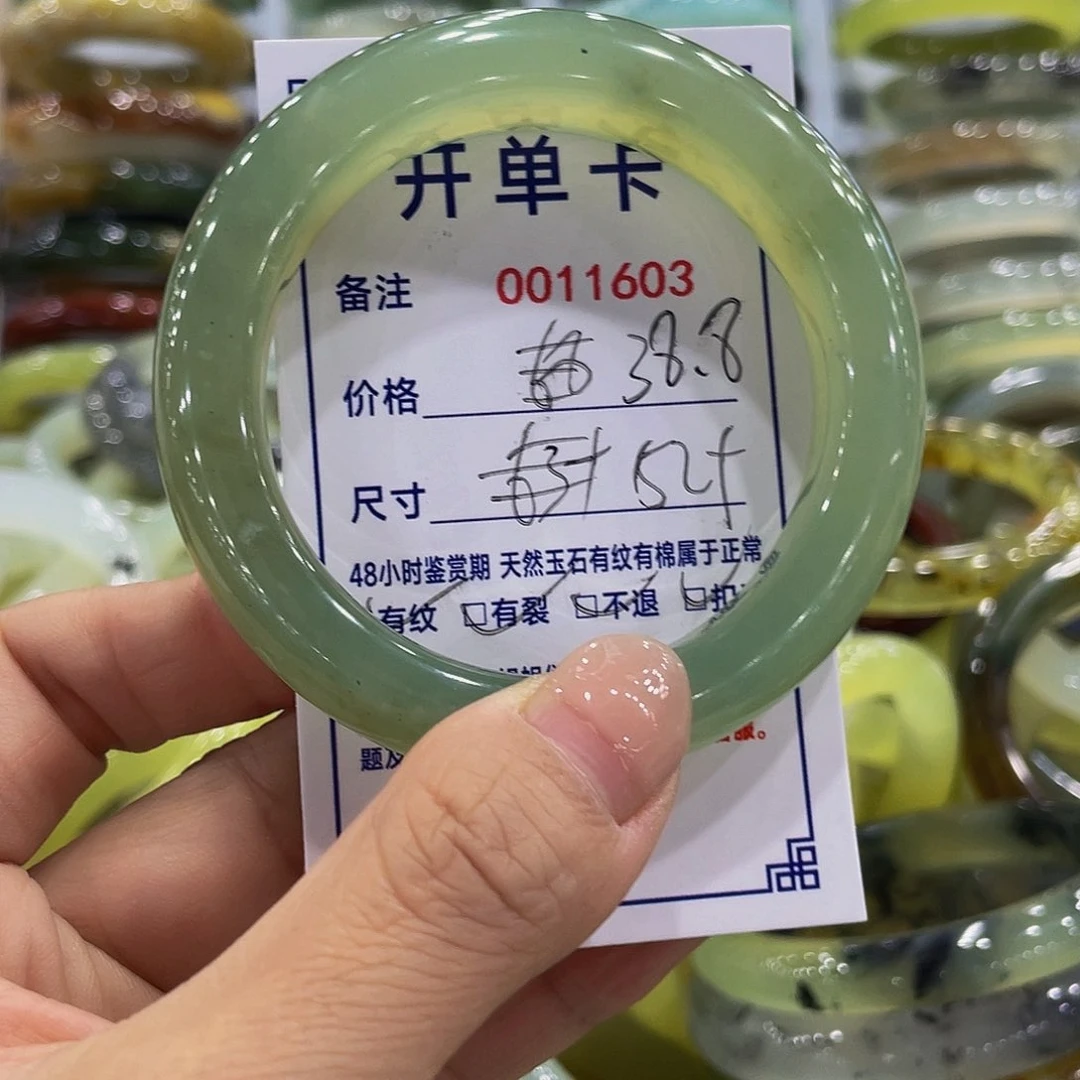 开单卡
备注 0011603
价格 38.8
尺寸 52+
48小时鉴赏期 天然玉石有纹有棉属于正常
有纹 □有裂 □不退
题及